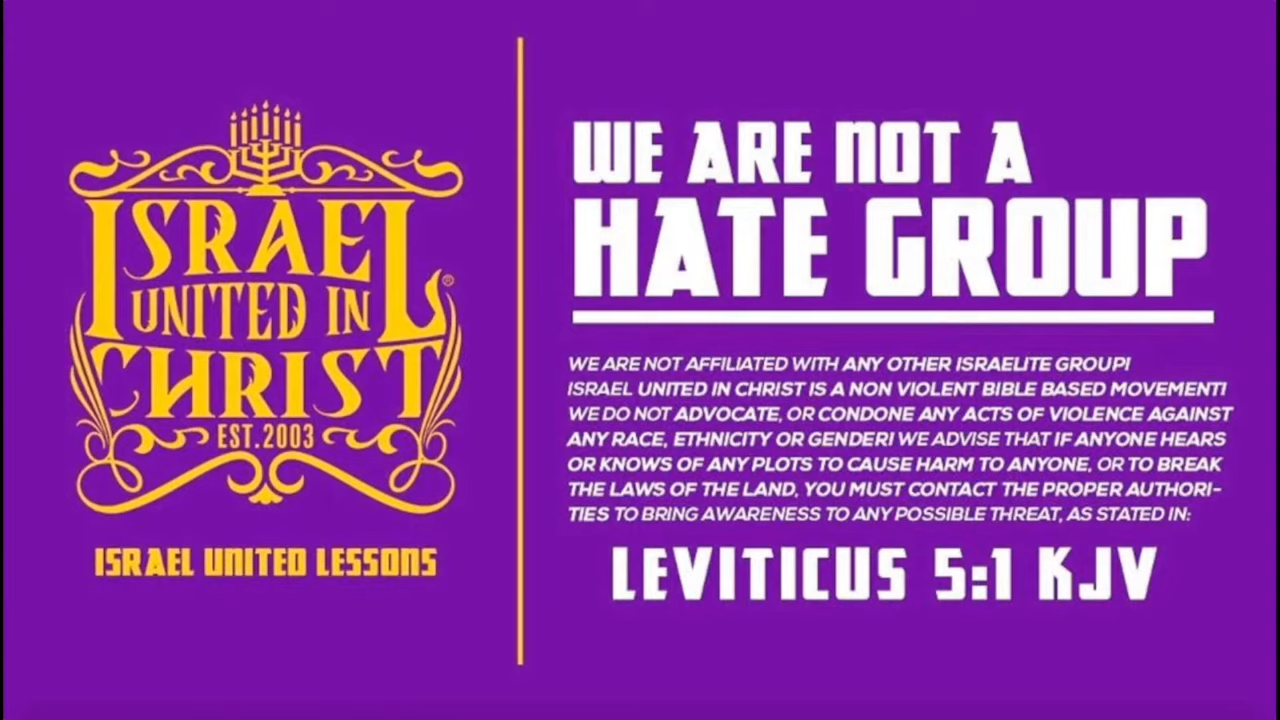 ISRAEL
UNITED IN
CHRIST
EST.2003
ISRAEL UNITED LESSONS
WE ARE NOT A
HATE GROUP
WE ARE NOT AFFILIATED WITH ANY OTHER ISRAELITE GROUP!
ISRAEL UNITED IN CHRIST IS A NON VIOLENT BIBLE BASED MOVEMENT!
WE DO NOT ADVOCATE, OR CONDONE ANY ACTS OF VIOLENCE AGAINST
ANY RACE, ETHNICITY OR GENDER! WE ADVISE THAT IF ANYONE HEARS
OR KNOWS OF ANY PLOTS TO CAUSE HARM TO ANYONE, OR TO BREAK
THE LAWS OF THE LAND, YOU MUST CONTACT THE PROPER AUTHORI-
TIES TO BRING AWARENESS TO ANY POSSIBLE THREAT, AS STATED IN:
LEVITICUS 5:1 KJV